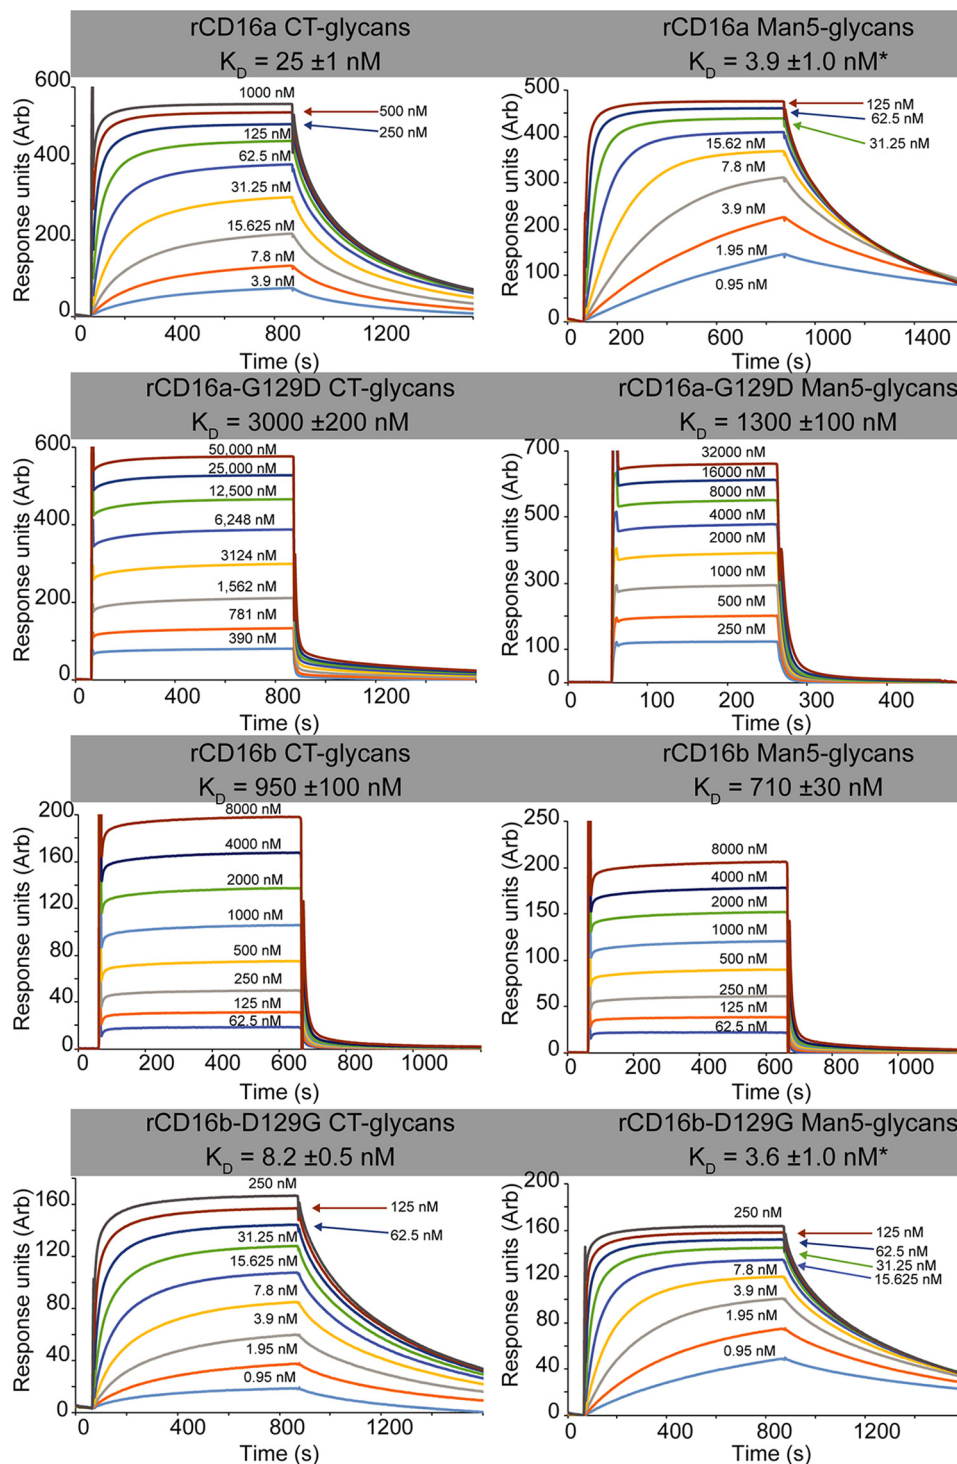 rCD16a CT-glycans
K_D = 25 ±1 nM
Response units (Arb)
600
400
200
0
1000 nM
500 nM
250 nM
125 nM
62.5 nM
31.25 nM
15.625 nM
7.8 nM
3.9 nM
0 400 800 1200
Time (s)
rCD16a Man5-glycans
K_D = 3.9 ±1.0 nM*
Response units (Arb)
500
400
300
200
100
0
125 nM
62.5 nM
31.25 nM
15.62 nM
7.8 nM
3.9 nM
1.95 nM
0.95 nM
0 200 600 1000 1400
Time (s)
rCD16a-G129D CT-glycans
K_D = 3000 ±200 nM
Response units (Arb)
600
400
200
0
50,000 nM
25,000 nM
12,500 nM
6,248 nM
3124 nM
1,562 nM
781 nM
390 nM
0 400 800 1200
Time (s)
rCD16a-G129D Man5-glycans
K_D = 1300 ±100 nM
Response units (Arb)
700
500
300
100
0
32000 nM
16000 nM
8000 nM
4000 nM
2000 nM
1000 nM
500 nM
250 nM
0 100 200 300 400
Time (s)
rCD16b CT-glycans
K_D = 950 ±100 nM
Response units (Arb)
200
160
120
80
40
0
8000 nM
4000 nM
2000 nM
1000 nM
500 nM
250 nM
125 nM
62.5 nM
0 200 400 600 800 1000
Time (s)
rCD16b Man5-glycans
K_D = 710 ±30 nM
Response units (Arb)
250
200
150
100
50
0
8000 nM
4000 nM
2000 nM
1000 nM
500 nM
250 nM
125 nM
62.5 nM
0 200 400 600 800 1000
Time (s)
rCD16b-D129G CT-glycans
K_D = 8.2 ±0.5 nM
Response units (Arb)
160
120
80
40
0
250 nM
125 nM
62.5 nM
31.25 nM
15.625 nM
7.8 nM
3.9 nM
1.95 nM
0.95 nM
0 400 800 1200
Time (s)
rCD16b-D129G Man5-glycans
K_D = 3.6 ±1.0 nM*
Response units (Arb)
200
160
120
80
40
0
250 nM
125 nM
62.5 nM
31.25 nM
15.625 nM
7.8 nM
3.9 nM
1.95 nM
0.95 nM
0 400 800 1200
Time (s)